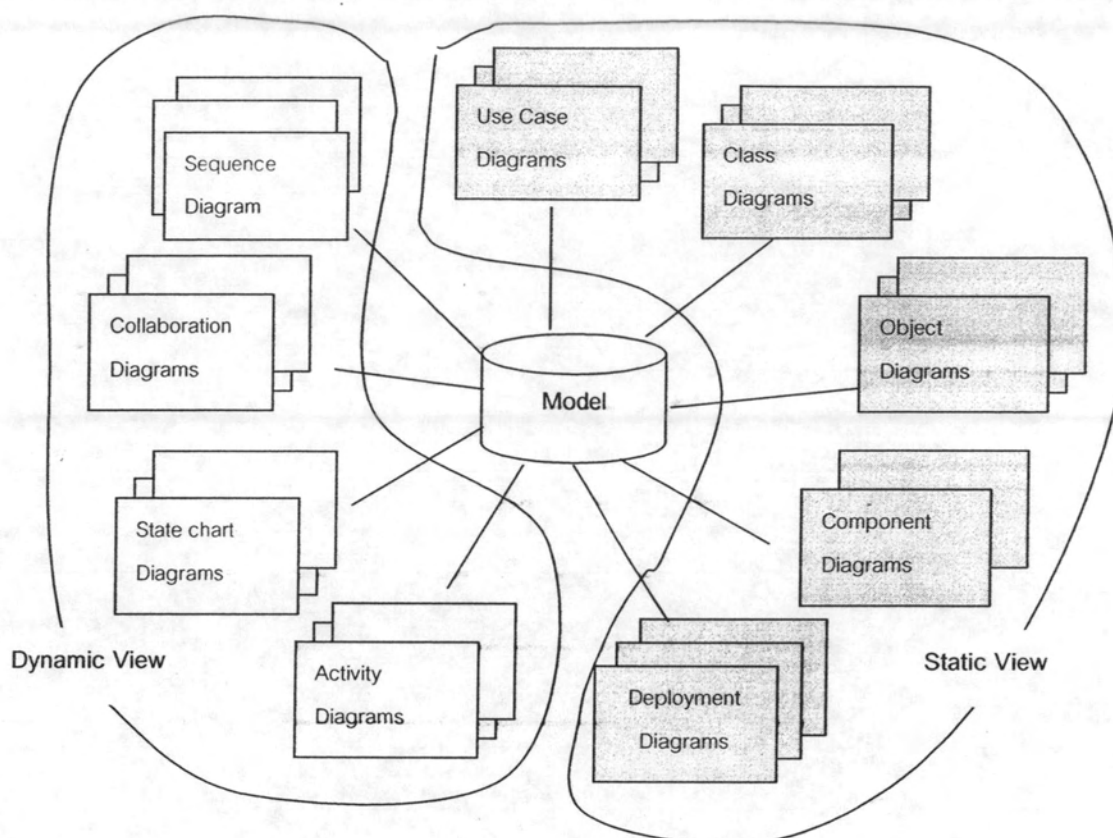 Use Case
Diagrams
Class
Diagrams
Sequence
Diagram
Collaboration
Diagrams
Object
Diagrams
Model
State chart
Diagrams
Component
Diagrams
Dynamic View
Static View
Activity
Diagrams
Deployment
Diagrams